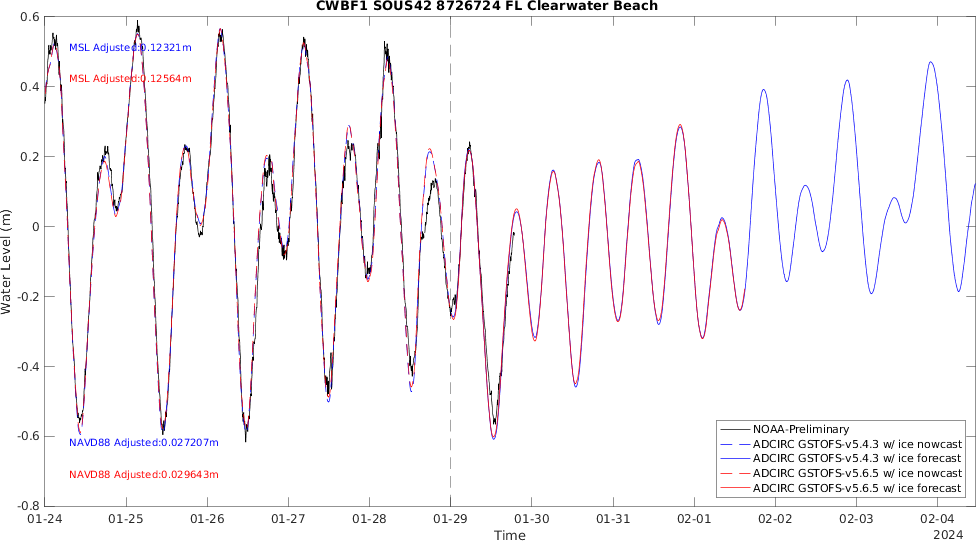 CWBF1 SOUS42 8726724 FL Clearwater Beach
0.6
0.4
0.2
0
-0.2
-0.4
-0.6
-0.8
Water Level (m)
MSL Adjusted:0.12321m
MSL Adjusted:0.12564m
NAVD88 Adjusted:0.027207m
NAVD88 Adjusted:0.029643m
NOAA-Preliminary
ADCIRC GSTOFS-v5.4.3 w/ ice nowcast
ADCIRC GSTOFS-v5.4.3 w/ ice forecast
ADCIRC GSTOFS-v5.6.5 w/ ice nowcast
ADCIRC GSTOFS-v5.6.5 w/ ice forecast
01-24 01-25 01-26 01-27 01-28 01-29 01-30 01-31 02-01 02-02 02-03 02-04
Time
2024